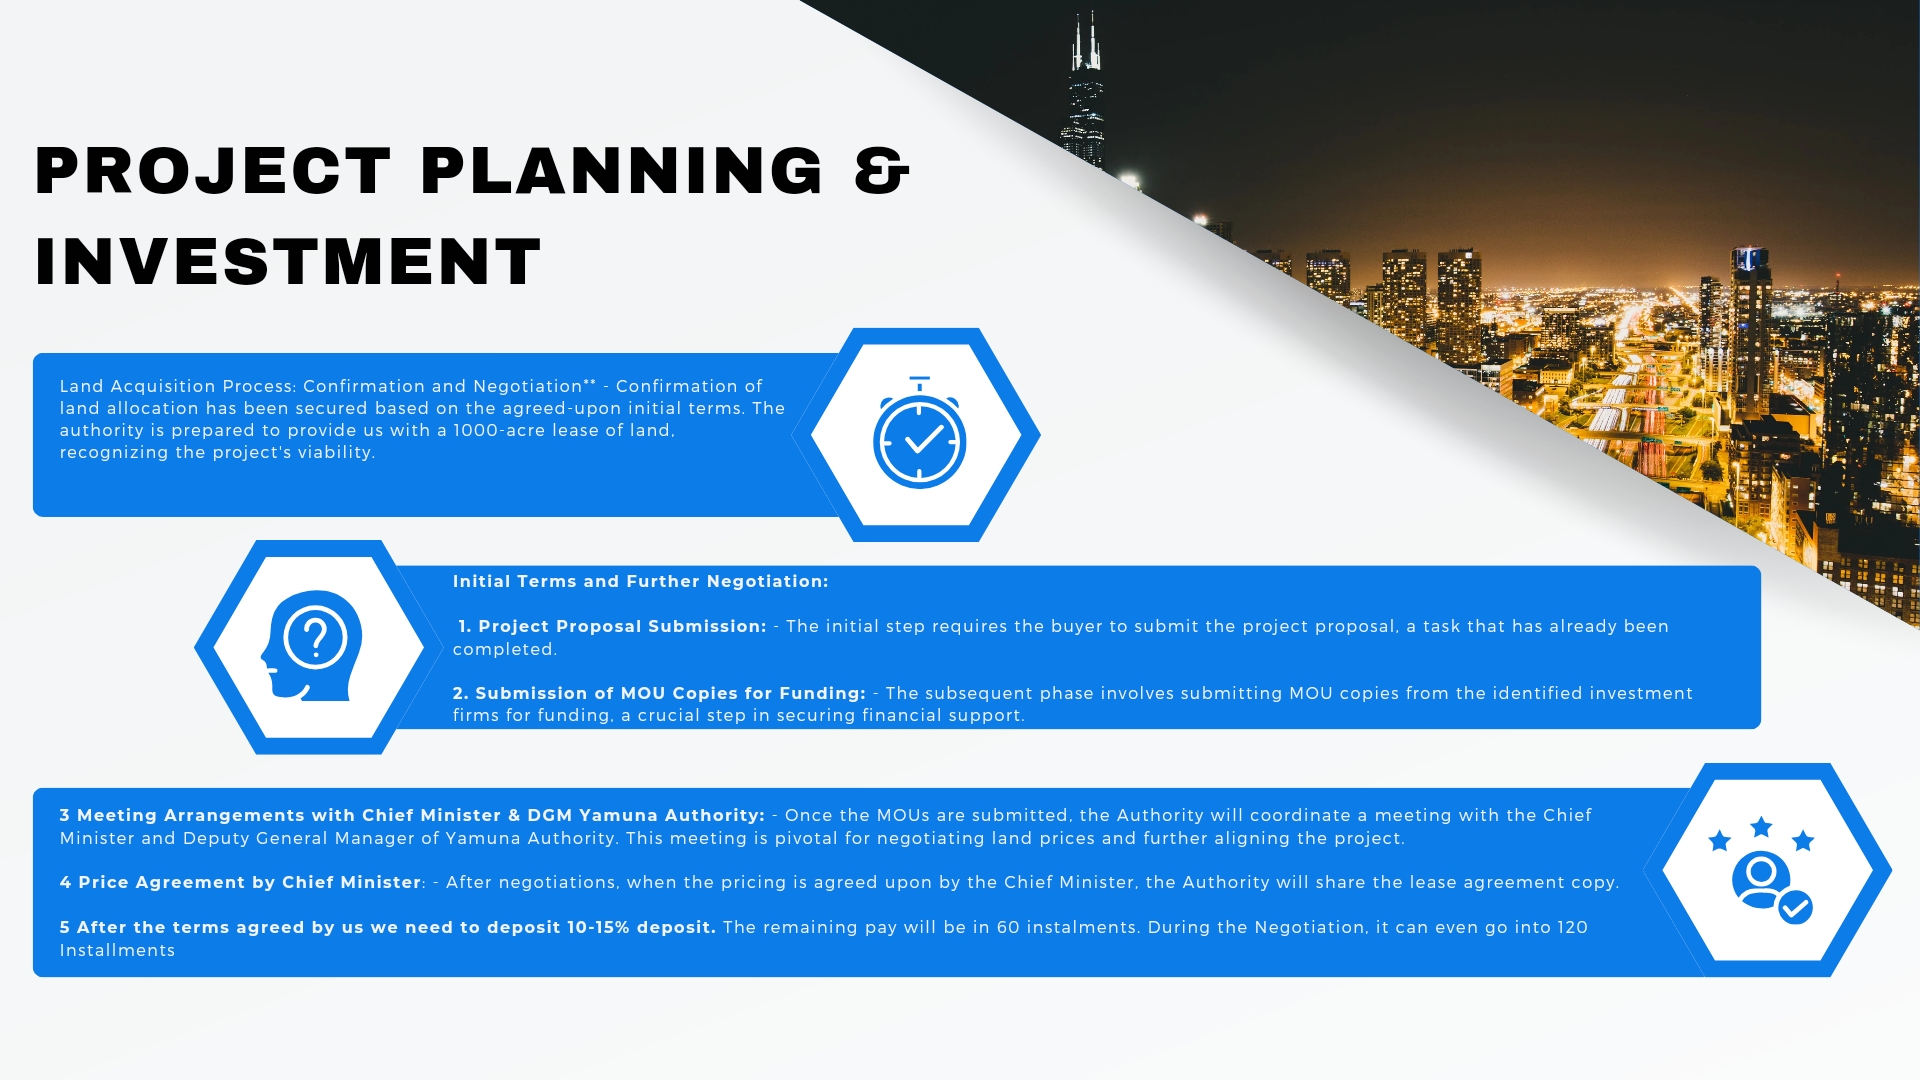 PROJECT PLANNING &
INVESTMENT
Land Acquisition Process: Confirmation and Negotiation** - Confirmation of
land allocation has been secured based on the agreed-upon initial terms. The
authority is prepared to provide us with a 1000-acre lease of land,
recognizing the project's viability.
Initial Terms and Further Negotiation:
1. Project Proposal Submission: - The initial step requires the buyer to submit the project proposal, a task that has already been
completed.
2. Submission of MOU Copies for Funding: - The subsequent phase involves submitting MOU copies from the identified investment
firms for funding, a crucial step in securing financial support.
3 Meeting Arrangements with Chief Minister & DGM Yamuna Authority: - Once the MOUs are submitted, the Authority will coordinate a meeting with the Chief
Minister and Deputy General Manager of Yamuna Authority. This meeting is pivotal for negotiating land prices and further aligning the project.
4 Price Agreement by Chief Minister: - After negotiations, when the pricing is agreed upon by the Chief Minister, the Authority will share the lease agreement copy.
5 After the terms agreed by us we need to deposit 10-15% deposit. The remaining pay will be in 60 instalments. During the Negotiation, it can even go into 120
Installments